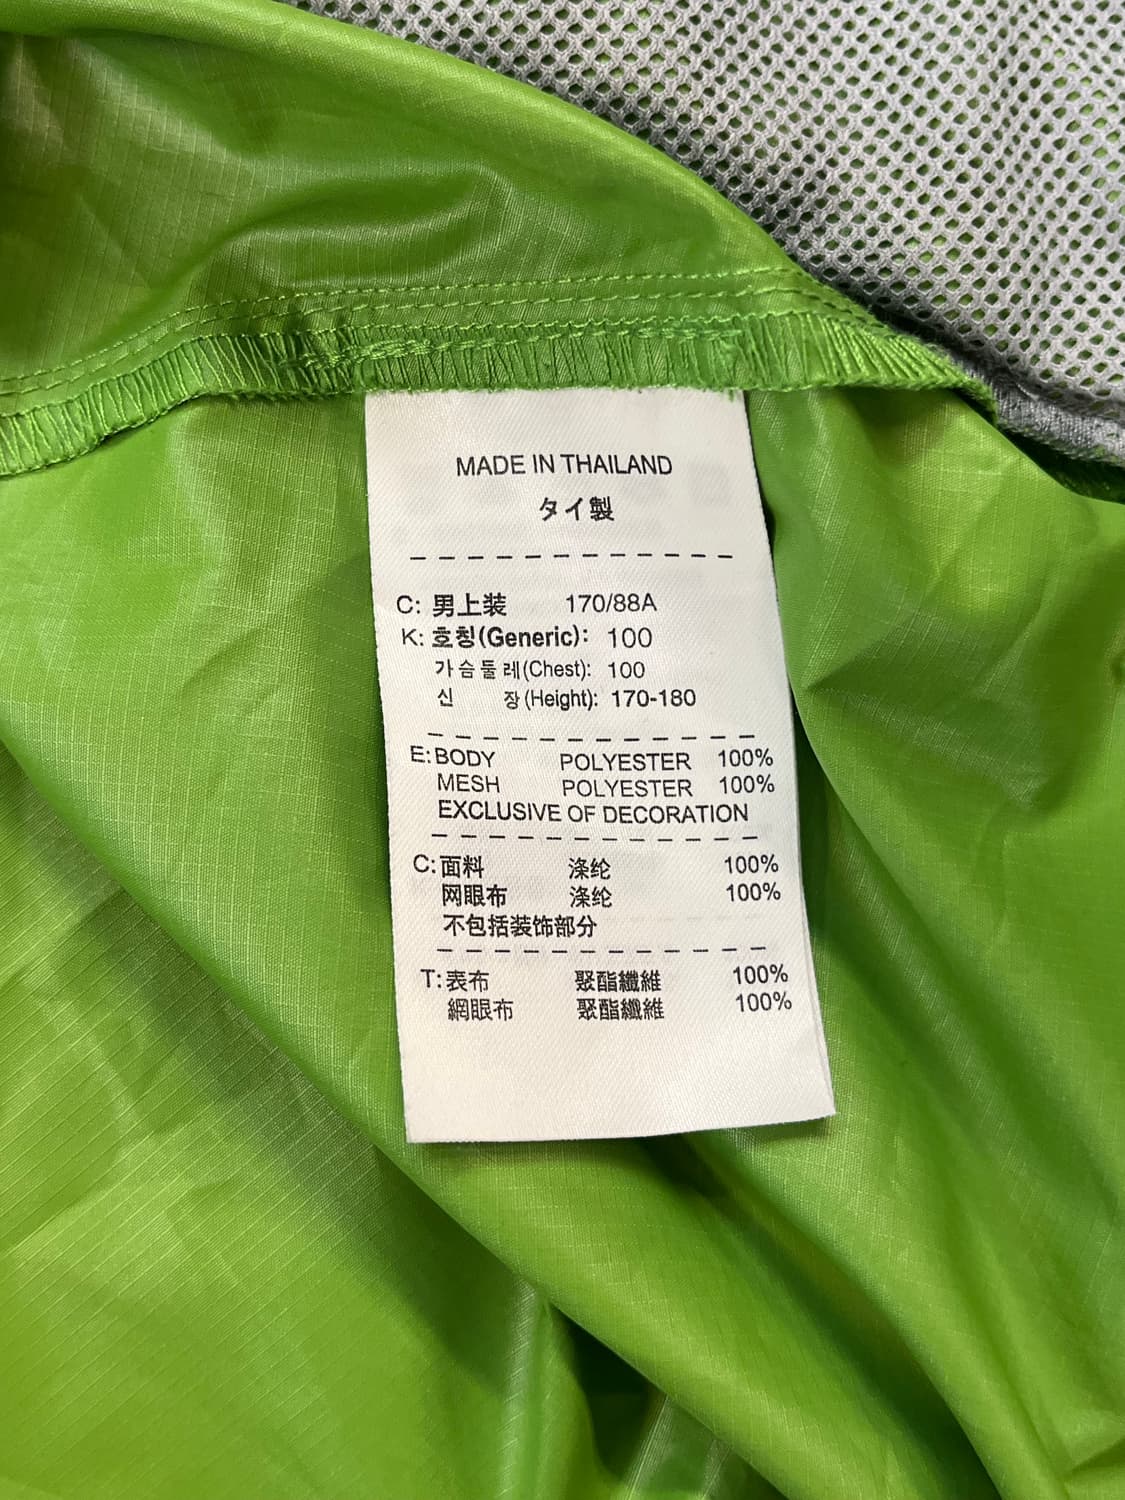 MADE IN THAILAND
タイ製
C: 男上装 170/88A
K: 호칭(Generic): 100
가슴둘레(Chest): 100
신 장(Height): 170-180
E: BODY POLYESTER 100%
MESH POLYESTER 100%
EXCLUSIVE OF DECORATION
C: 面料 涤纶 100%
网眼布 涤纶 100%
不包括装饰部分
T: 表布 聚酯纖維 100%
網眼布 聚酯纖維 100%